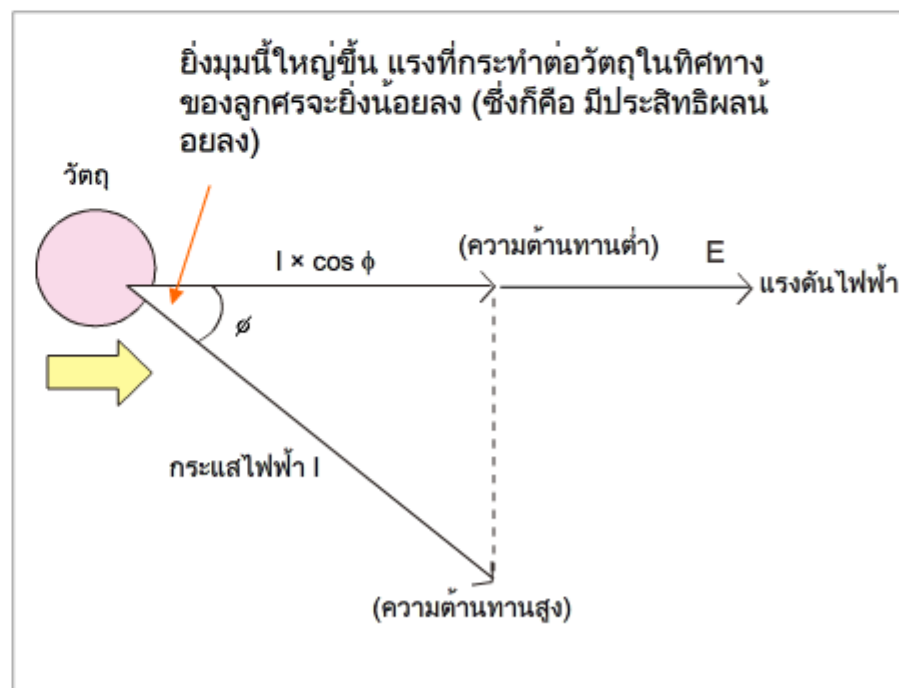 ยิ่งมุมนี้ใหญ่ขึ้น แรงที่กระทำต่อวัตถุในทิศทาง
ของลูกศรจะยิ่งน้อยลง (ซึ่งก็คือ มีประสิทธิผลน้
อยลง)
วัตถุ
I × cos ϕ
(ความต้านทานต่ำ)
E
แรงดันไฟฟ้า
ø
กระแสไฟฟ้า I
(ความต้านทานสูง)